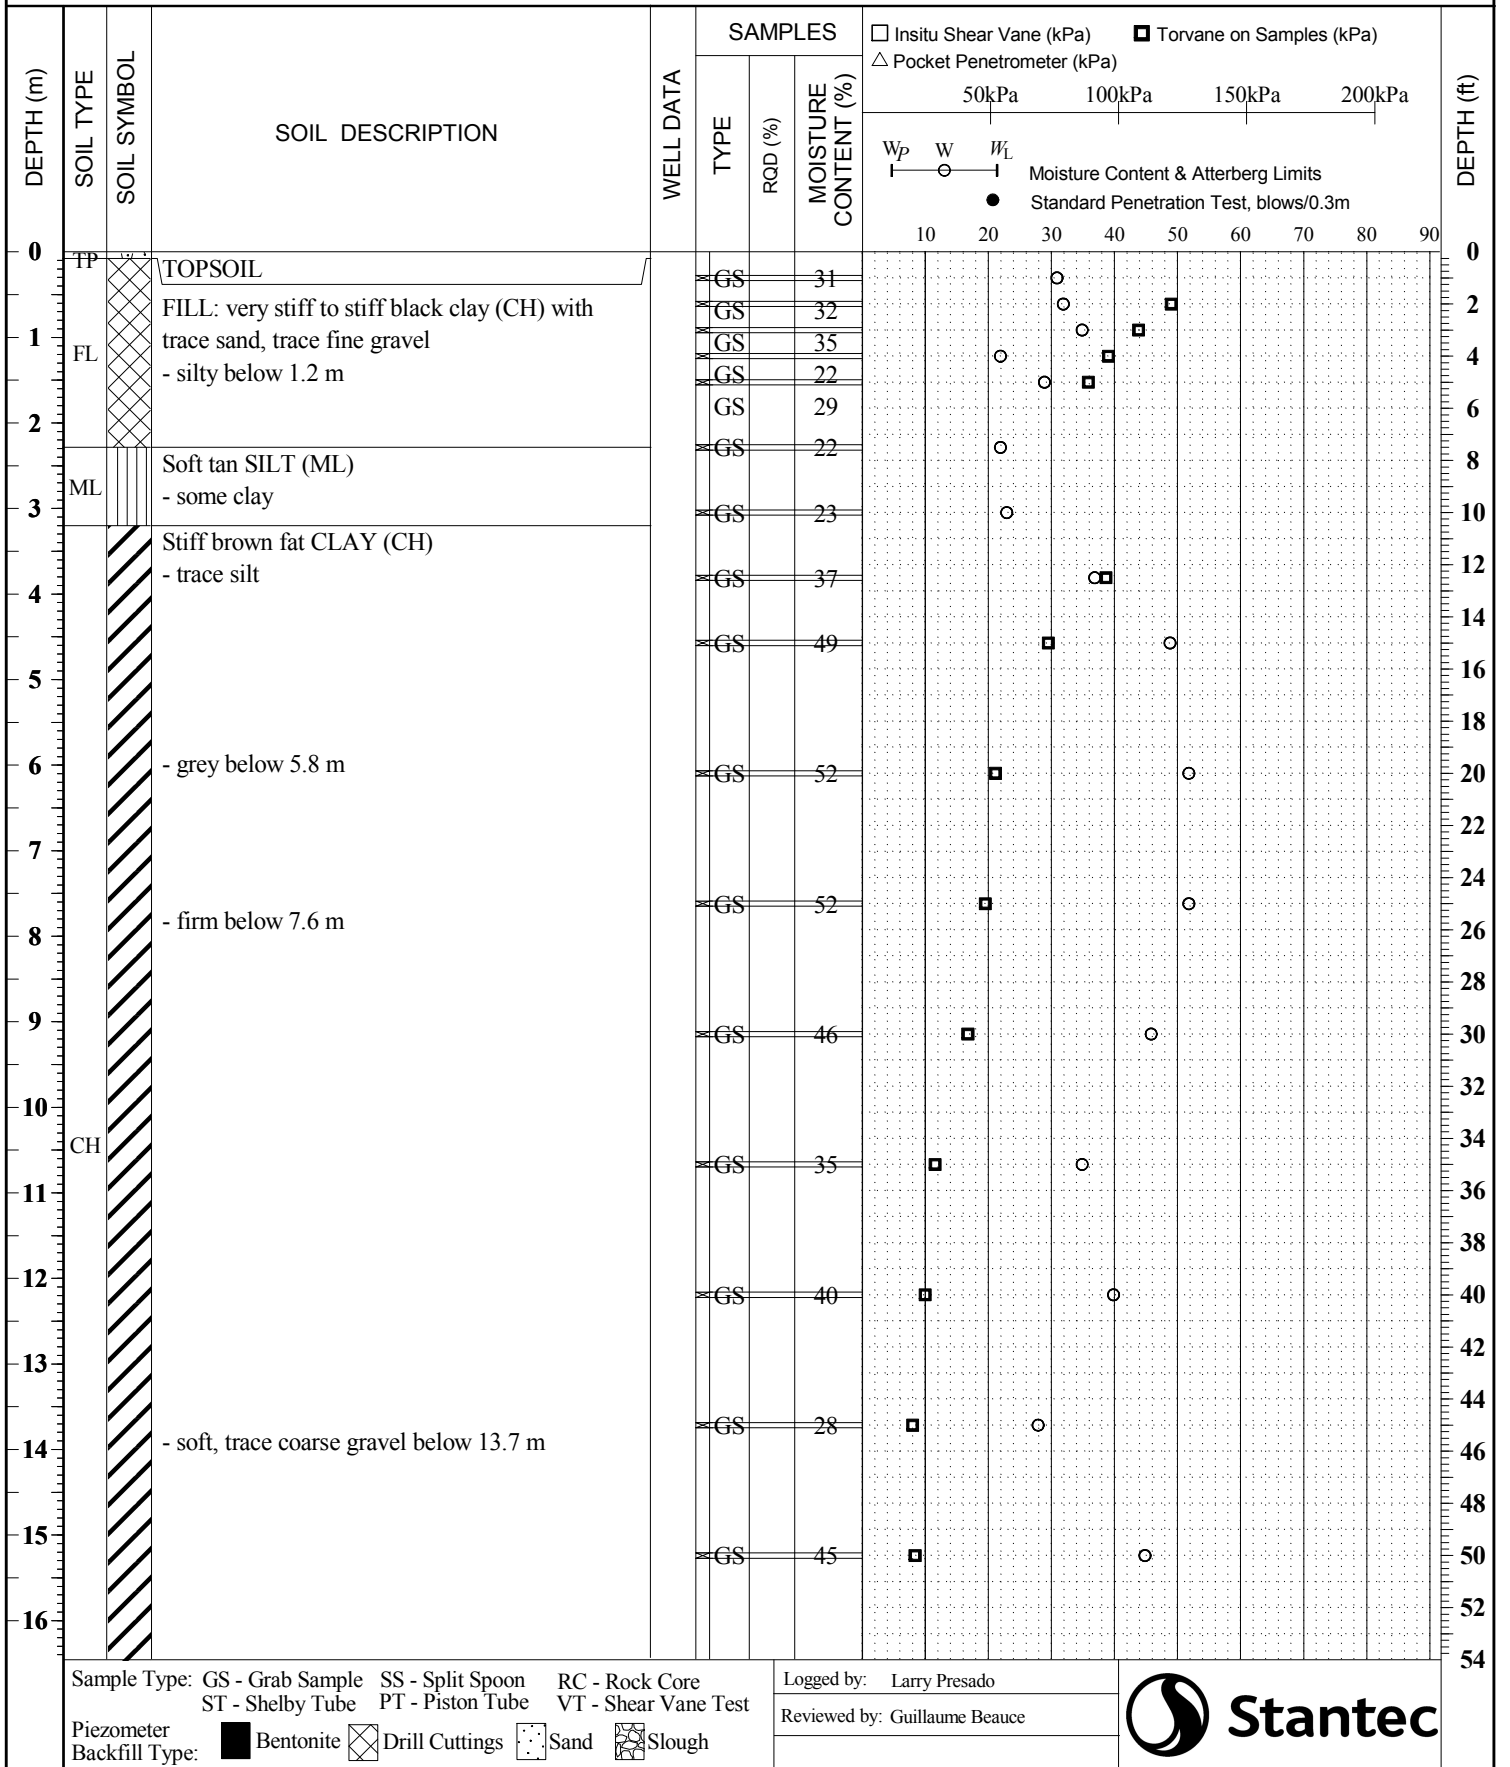 SAMPLES
□ Insitu Shear Vane (kPa) □ Torvane on Samples (kPa)
△ Pocket Penetrometer (kPa)
50kPa 100kPa 150kPa 200kPa
DEPTH (m)
SOIL TYPE
SOIL SYMBOL
SOIL DESCRIPTION
WELL DATA
TYPE
RQD (%)
MOISTURE
CONTENT (%)
DEPTH (ft)
WP W WL
Moisture Content & Atterberg Limits
● Standard Penetration Test, blows/0.3m
10 20 30 40 50 60 70 80 90
0 0
TP TOPSOIL
GS 31
FILL: very stiff to stiff black clay (CH) with
GS 32
2
1 trace sand, trace fine gravel
GS 35
FL
4
- silty below 1.2 m
GS 22
GS 29
6
2
GS 22
Soft tan SILT (ML)
8
ML
- some clay
3
GS 23
10
Stiff brown fat CLAY (CH)
12
- trace silt
GS 37
4
14
GS 49
16
5
18
6 - grey below 5.8 m
GS 52
20
22
7
24
GS 52
- firm below 7.6 m
8
26
28
9
GS 46
30
32
10
34
CH
GS 35
11
36
38
12
GS 40
40
42
13
44
GS 28
- soft, trace coarse gravel below 13.7 m
14
46
48
15
GS 45
50
52
16
54
Sample Type: GS - Grab Sample SS - Split Spoon RC - Rock Core
ST - Shelby Tube PT - Piston Tube VT - Shear Vane Test
Piezometer
Backfill Type:
Bentonite Drill Cuttings Sand Slough
Logged by: Larry Presado
Reviewed by: Guillaume Beauce
Stantec